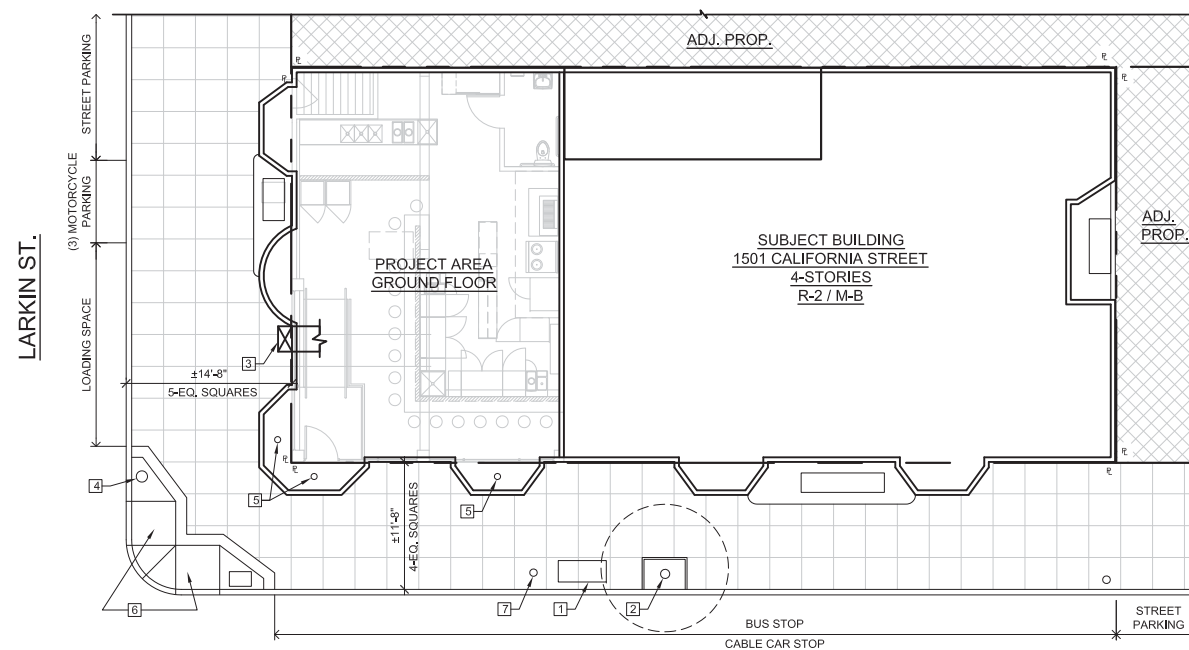 ADJ. PROP.
STREET PARKING
(3) MOTORCYCLE
PARKING
LOADING SPACE
LARKIN ST.
PROJECT AREA
GROUND FLOOR
SUBJECT BUILDING
1501 CALIFORNIA STREET
4-STORIES
R-2 / M-B
ADJ.
PROP.
3
±14'-8"
5-EQ. SQUARES
4
5
5
±11'-8"
4-EQ. SQUARES
6
7
1
2
BUS STOP
CABLE CAR STOP
STREET
PARKING